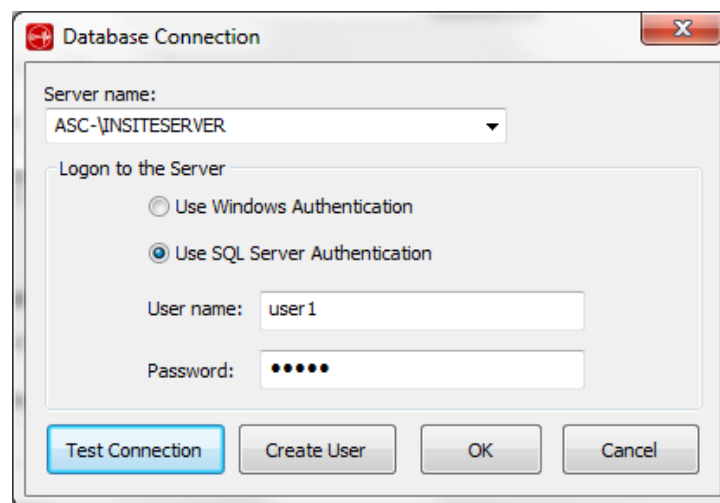 Database Connection
Server name:
ASC-\INSITESERVER
Logon to the Server
Use Windows Authentication
Use SQL Server Authentication
User name: user1
Password: •••••
Test Connection Create User OK Cancel